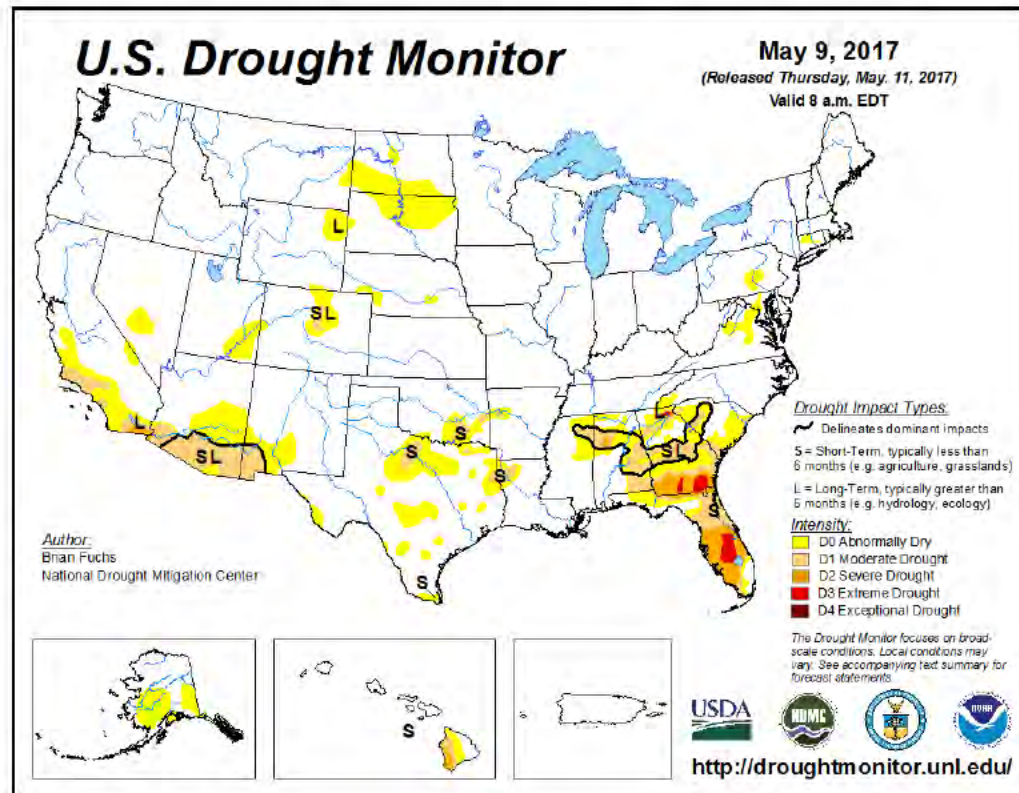 U.S. Drought Monitor
May 9, 2017
(Released Thursday, May. 11, 2017)
Valid 8 a.m. EDT
L
SL
L
SL
S
S
S
S
L
SL
S
S
Drought Impact Types:
Delineates dominant impacts
S = Short-Term, typically less than
6 months (e.g. agriculture, grasslands)
L = Long-Term, typically greater than
6 months (e.g. hydrology, ecology)
Intensity:
D0 Abnormally Dry
D1 Moderate Drought
D2 Severe Drought
D3 Extreme Drought
D4 Exceptional Drought
Author:
Brian Fuchs
National Drought Mitigation Center
The Drought Monitor focuses on broad-
scale conditions. Local conditions may
vary. See accompanying text summary for
forecast statements.
USDA
NDMC
NOAA
http://droughtmonitor.unl.edu/